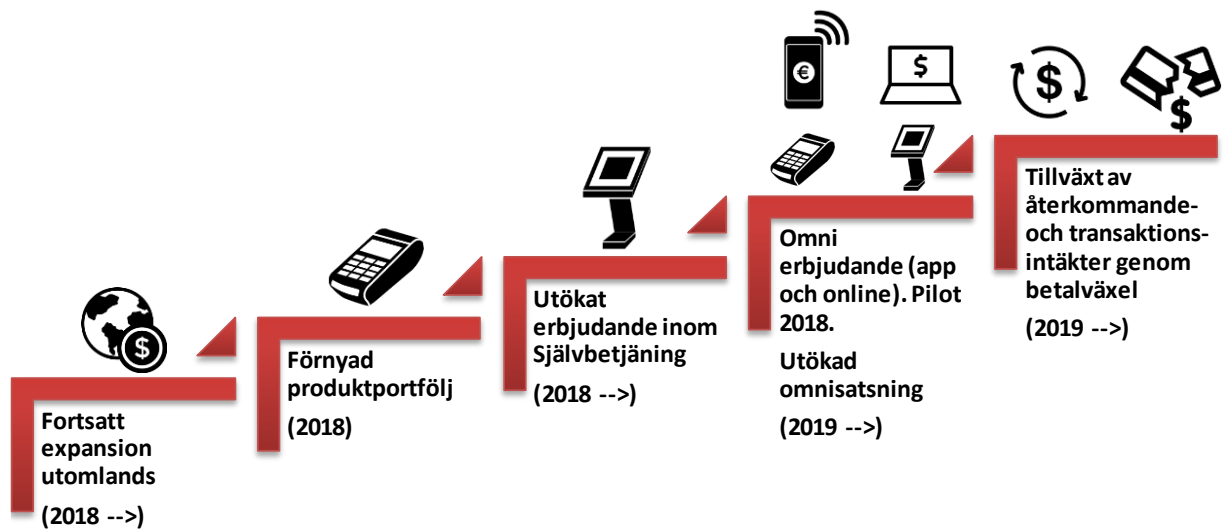 Fortsatt
expansion
utomlands
(2018 -->)
Förnyad
produktportfölj
(2018)
Utökat
erbjudande inom
Självbetjäning
(2018 -->)
Omni
erbjudande (app
och online). Pilot
2018.
Utökad
omnisatsning
(2019 -->)
Tillväxt av
återkommande-
och transaktions-
intäkter genom
betalväxel
(2019 -->)
$
€
$
$
$